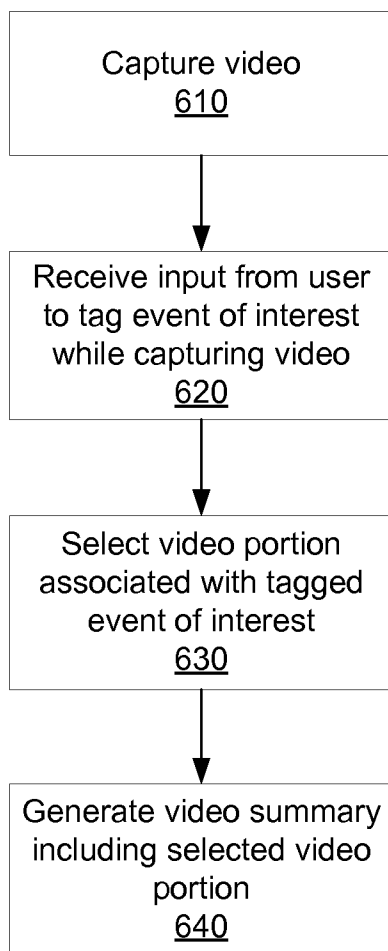 Capture video
610
Receive input from user
to tag event of interest
while capturing video
620
Select video portion
associated with tagged
event of interest
630
Generate video summary
including selected video
portion
640